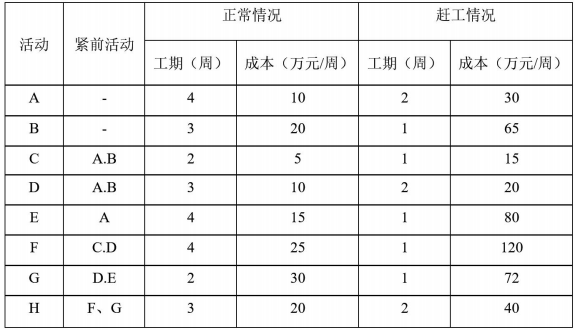 活动 紧前活动 正常情况 赶工情况
工期（周） 成本（万元/周） 工期（周） 成本（万元/周）
A - 4 10 2 30
B - 3 20 1 65
C A.B 2 5 1 15
D A.B 3 10 2 20
E A 4 15 1 80
F C.D 4 25 1 120
G D.E 2 30 1 72
H F、G 3 20 2 40